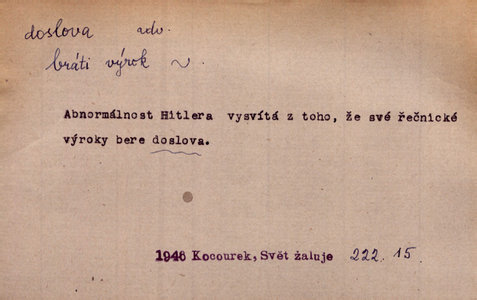 doslova adv.
bráti výrok ~.
Abnormálnost Hitlera vysvítá z toho, že své řečnické
výroky bere doslova.
1946 Kocourek, Svět žaluje 222. 15.